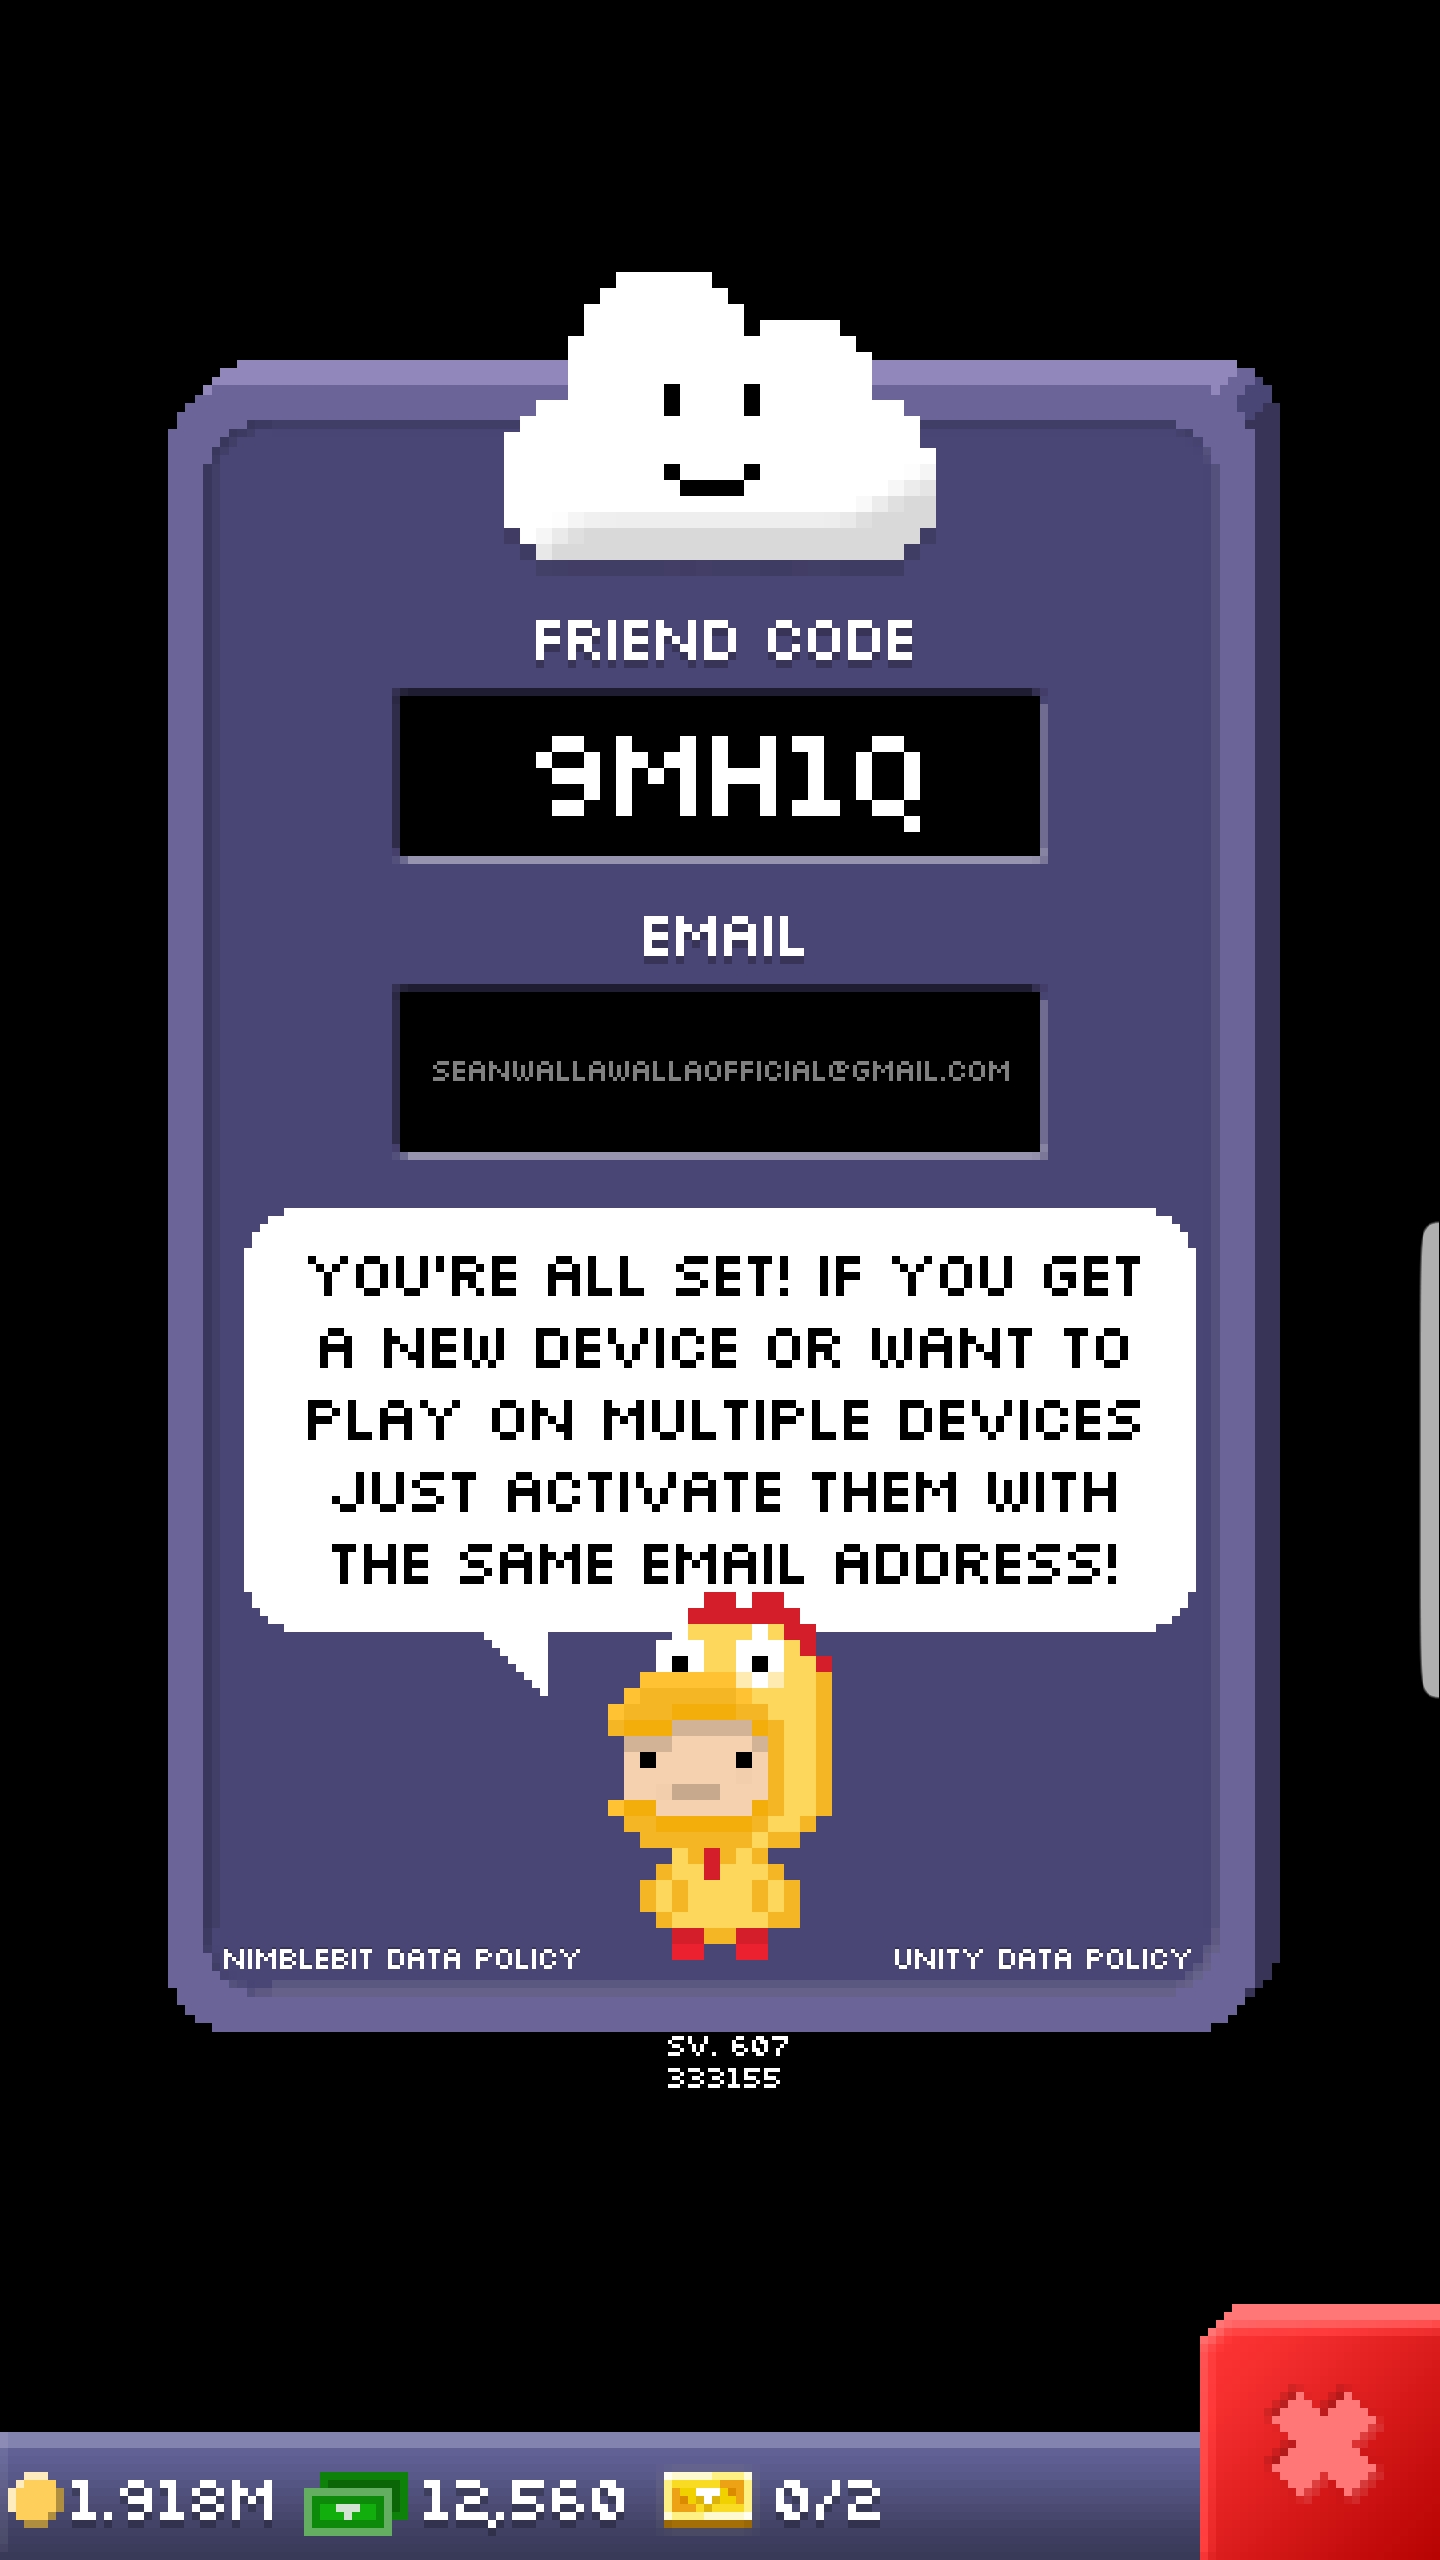 FRIEND CODE
9MH1Q
EMAIL
SEANWALLAWALLAOFFICIAL@GMAIL.COM
YOU'RE ALL SET! IF YOU GET
A NEW DEVICE OR WANT TO
PLAY ON MULTIPLE DEVICES
JUST ACTIVATE THEM WITH
THE SAME EMAIL ADDRESS!
NIMBLEBIT DATA POLICY
UNITY DATA POLICY
SV. 607
333155
1.918M 12,560 0/2